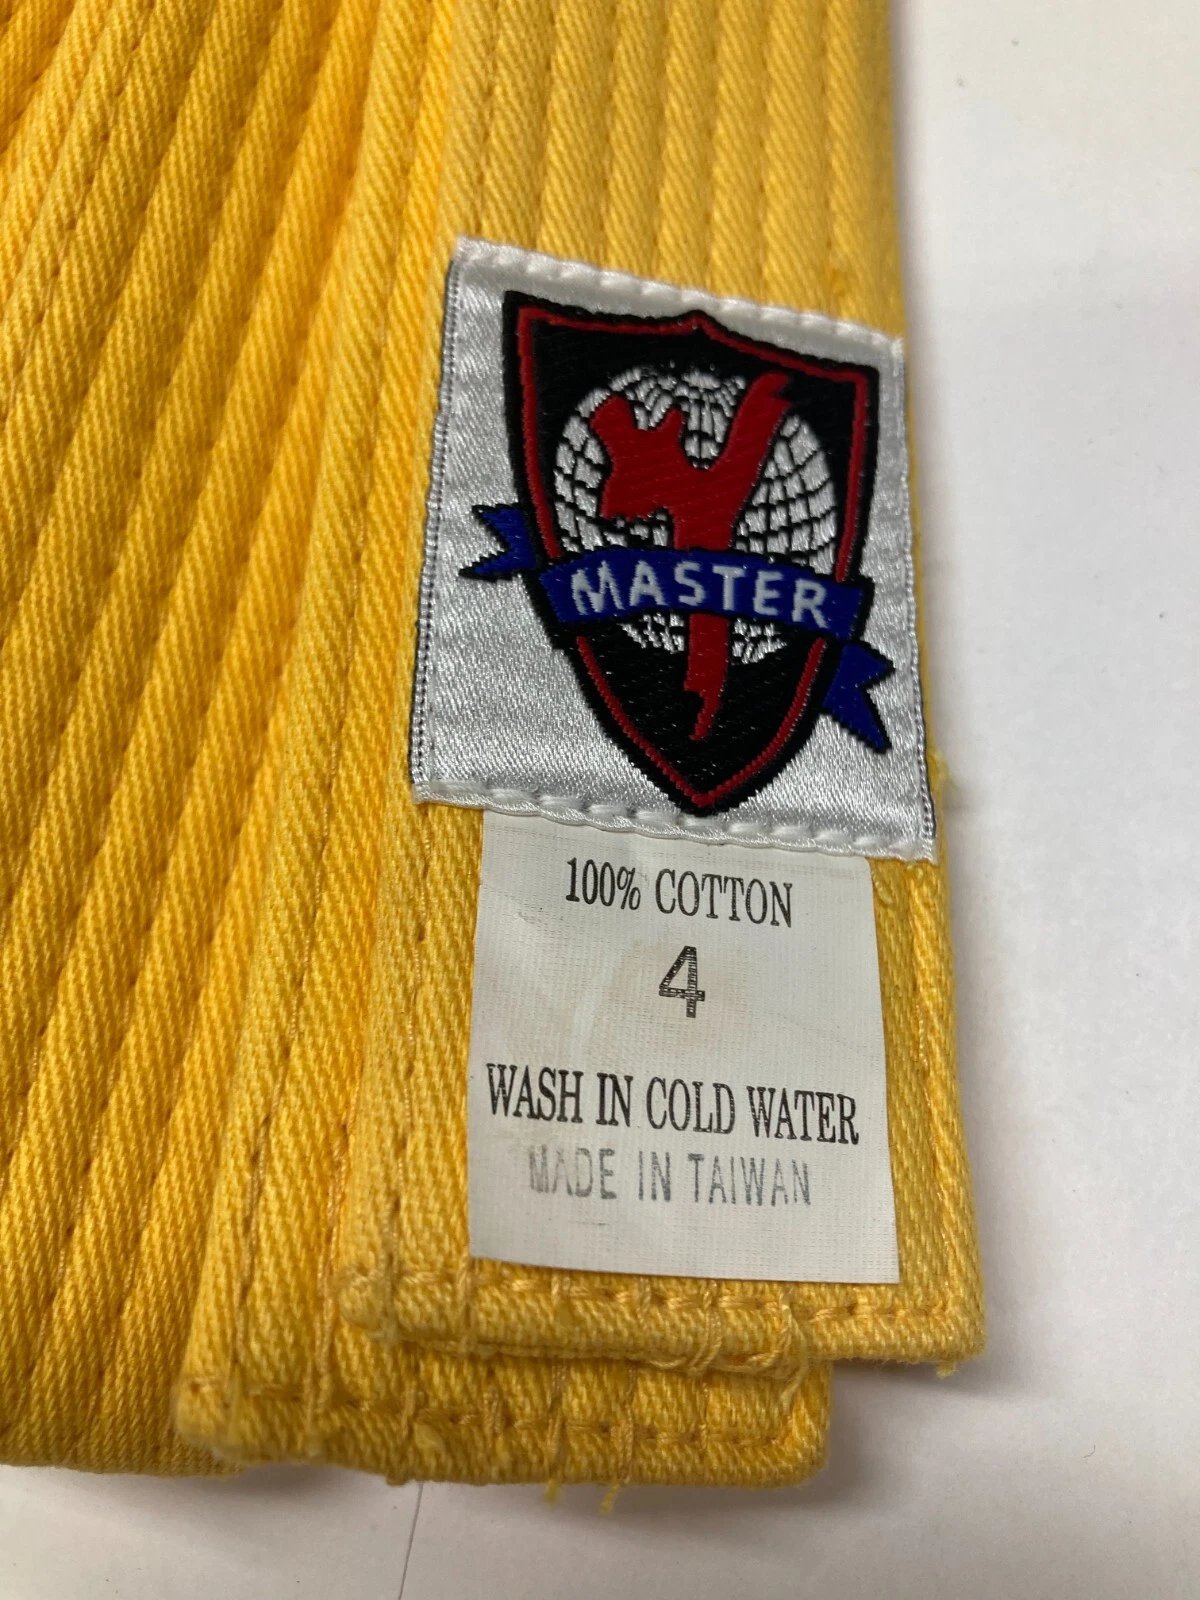 MASTER
100% COTTON
4
WASH IN COLD WATER
MADE IN TAIWAN